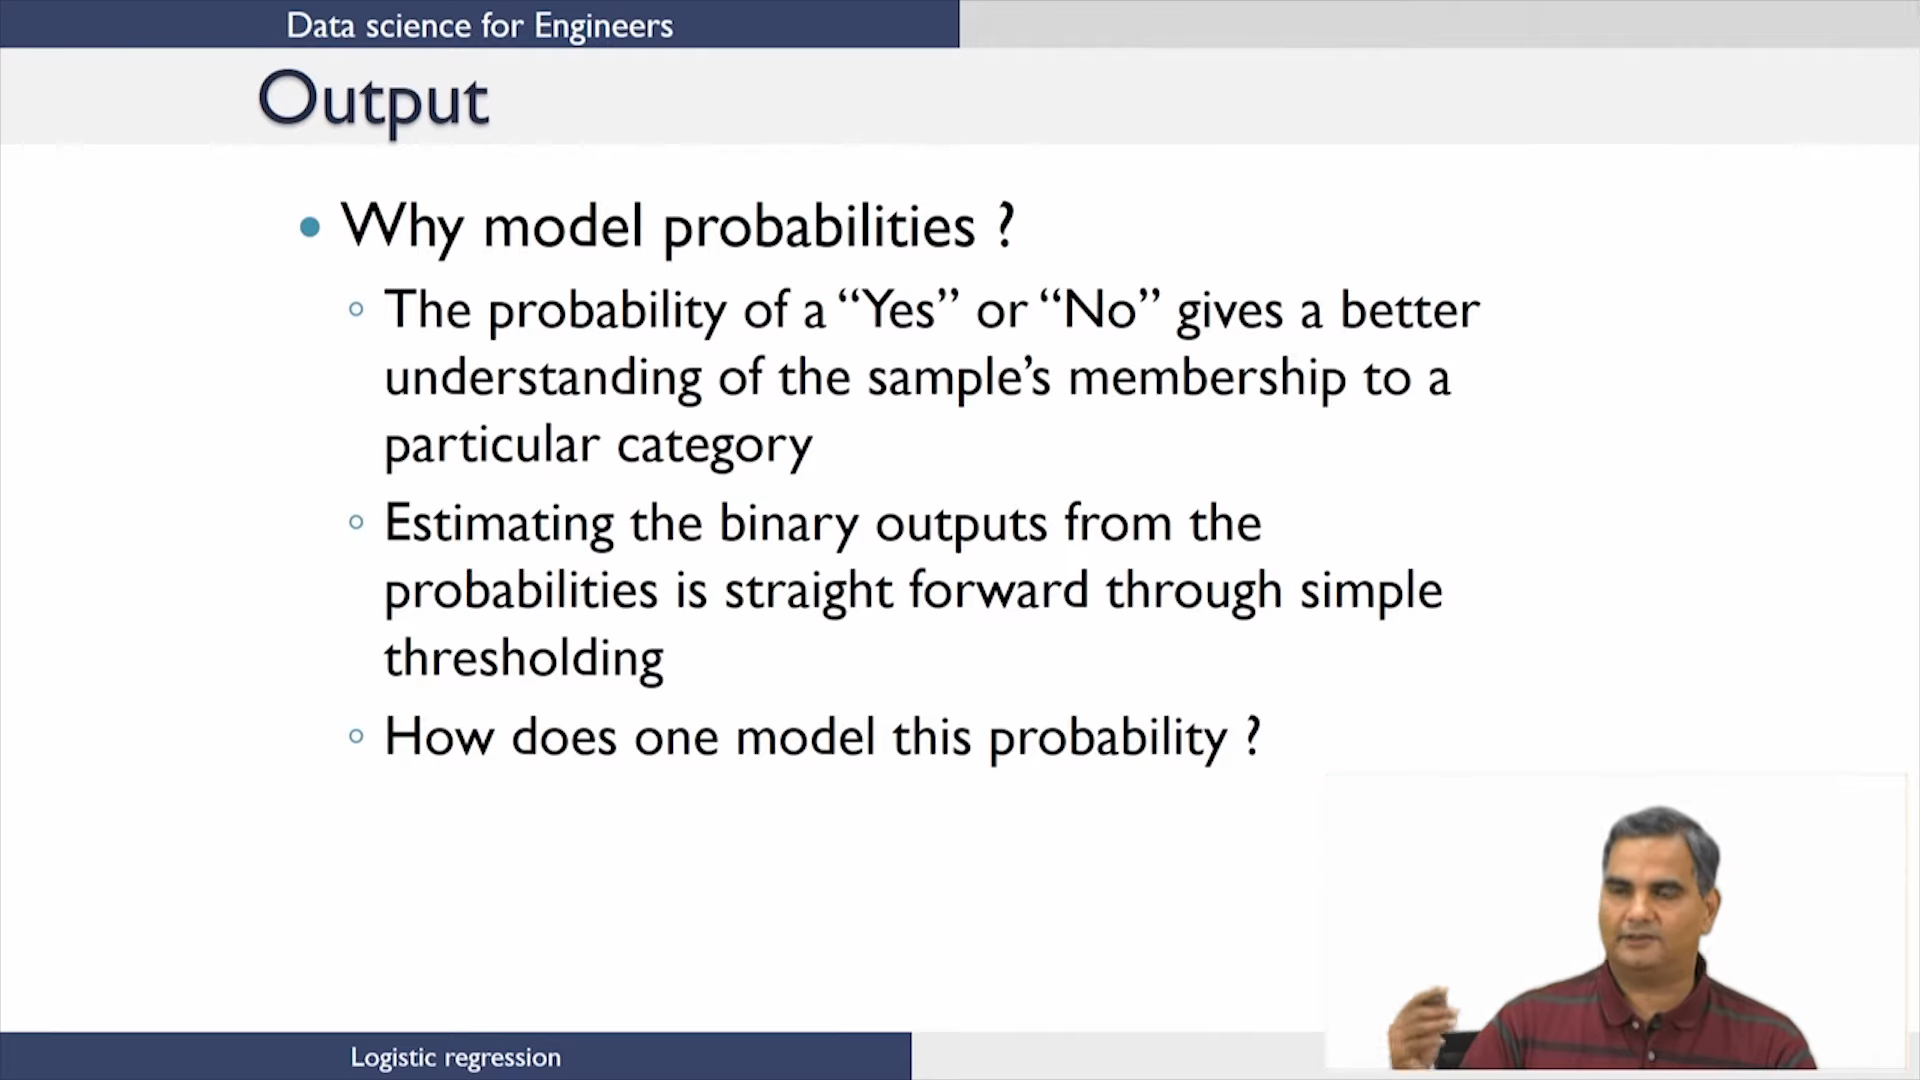 Data science for Engineers
Output
• Why model probabilities ?
◦ The probability of a “Yes” or “No” gives a better
understanding of the sample’s membership to a
particular category
◦ Estimating the binary outputs from the
probabilities is straight forward through simple
thresholding
◦ How does one model this probability ?
Logistic regression